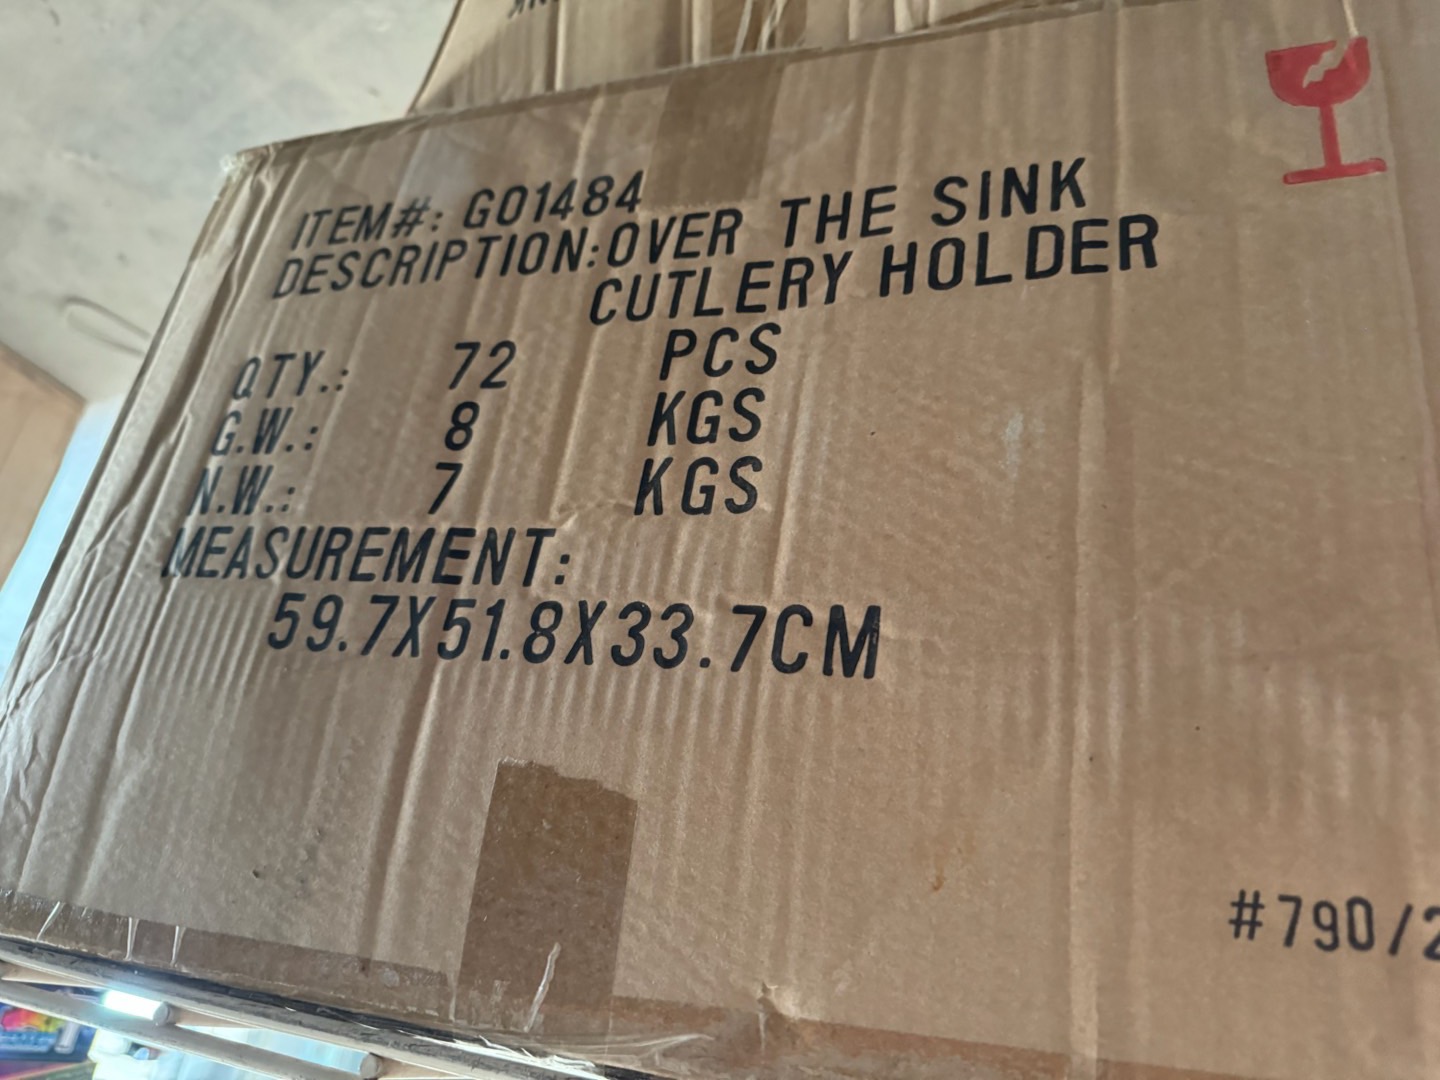 ITEM#: G01484
DESCRIPTION:OVER THE SINK
CUTLERY HOLDER
QTY.: 72 PCS
G.W.: 8 KGS
N.W.: 7 KGS
MEASUREMENT:
59.7X51.8X33.7CM
#790/2